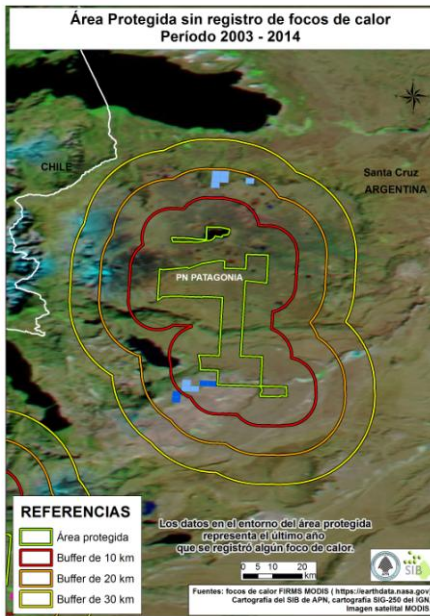 Área Protegida sin registro de focos de calor
Período 2003 - 2014
CHILE
Santa Cruz
ARGENTINA
PN PATAGONIA
REFERENCIAS
Área protegida
Buffer de 10 km
Buffer de 20 km
Buffer de 30 km
Los datos en el entorno del área protegida
representa el último año
que se registró algún foco de calor.
0 5 10 20
km
SIB
Fuentes: focos de calor FIRMS MODIS ( https://earthdata.nasa.gov)
Cartografía del SIB de APN, cartografía SIG-250 del IGN.
Imagen satelital MODIS